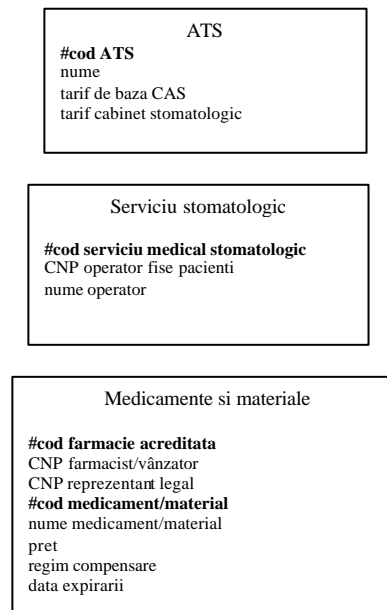 ATS
#cod ATS
nume
tarif de baza CAS
tarif cabinet stomatologic
Serviciu stomatologic
#cod serviciu medical stomatologic
CNP operator fise pacienti
nume operator
Medicamente si materiale
#cod farmacie acreditata
CNP farmacist/vânzator
CNP reprezentant legal
#cod medicament/material
nume medicament/material
pret
regim compensare
data expirarii